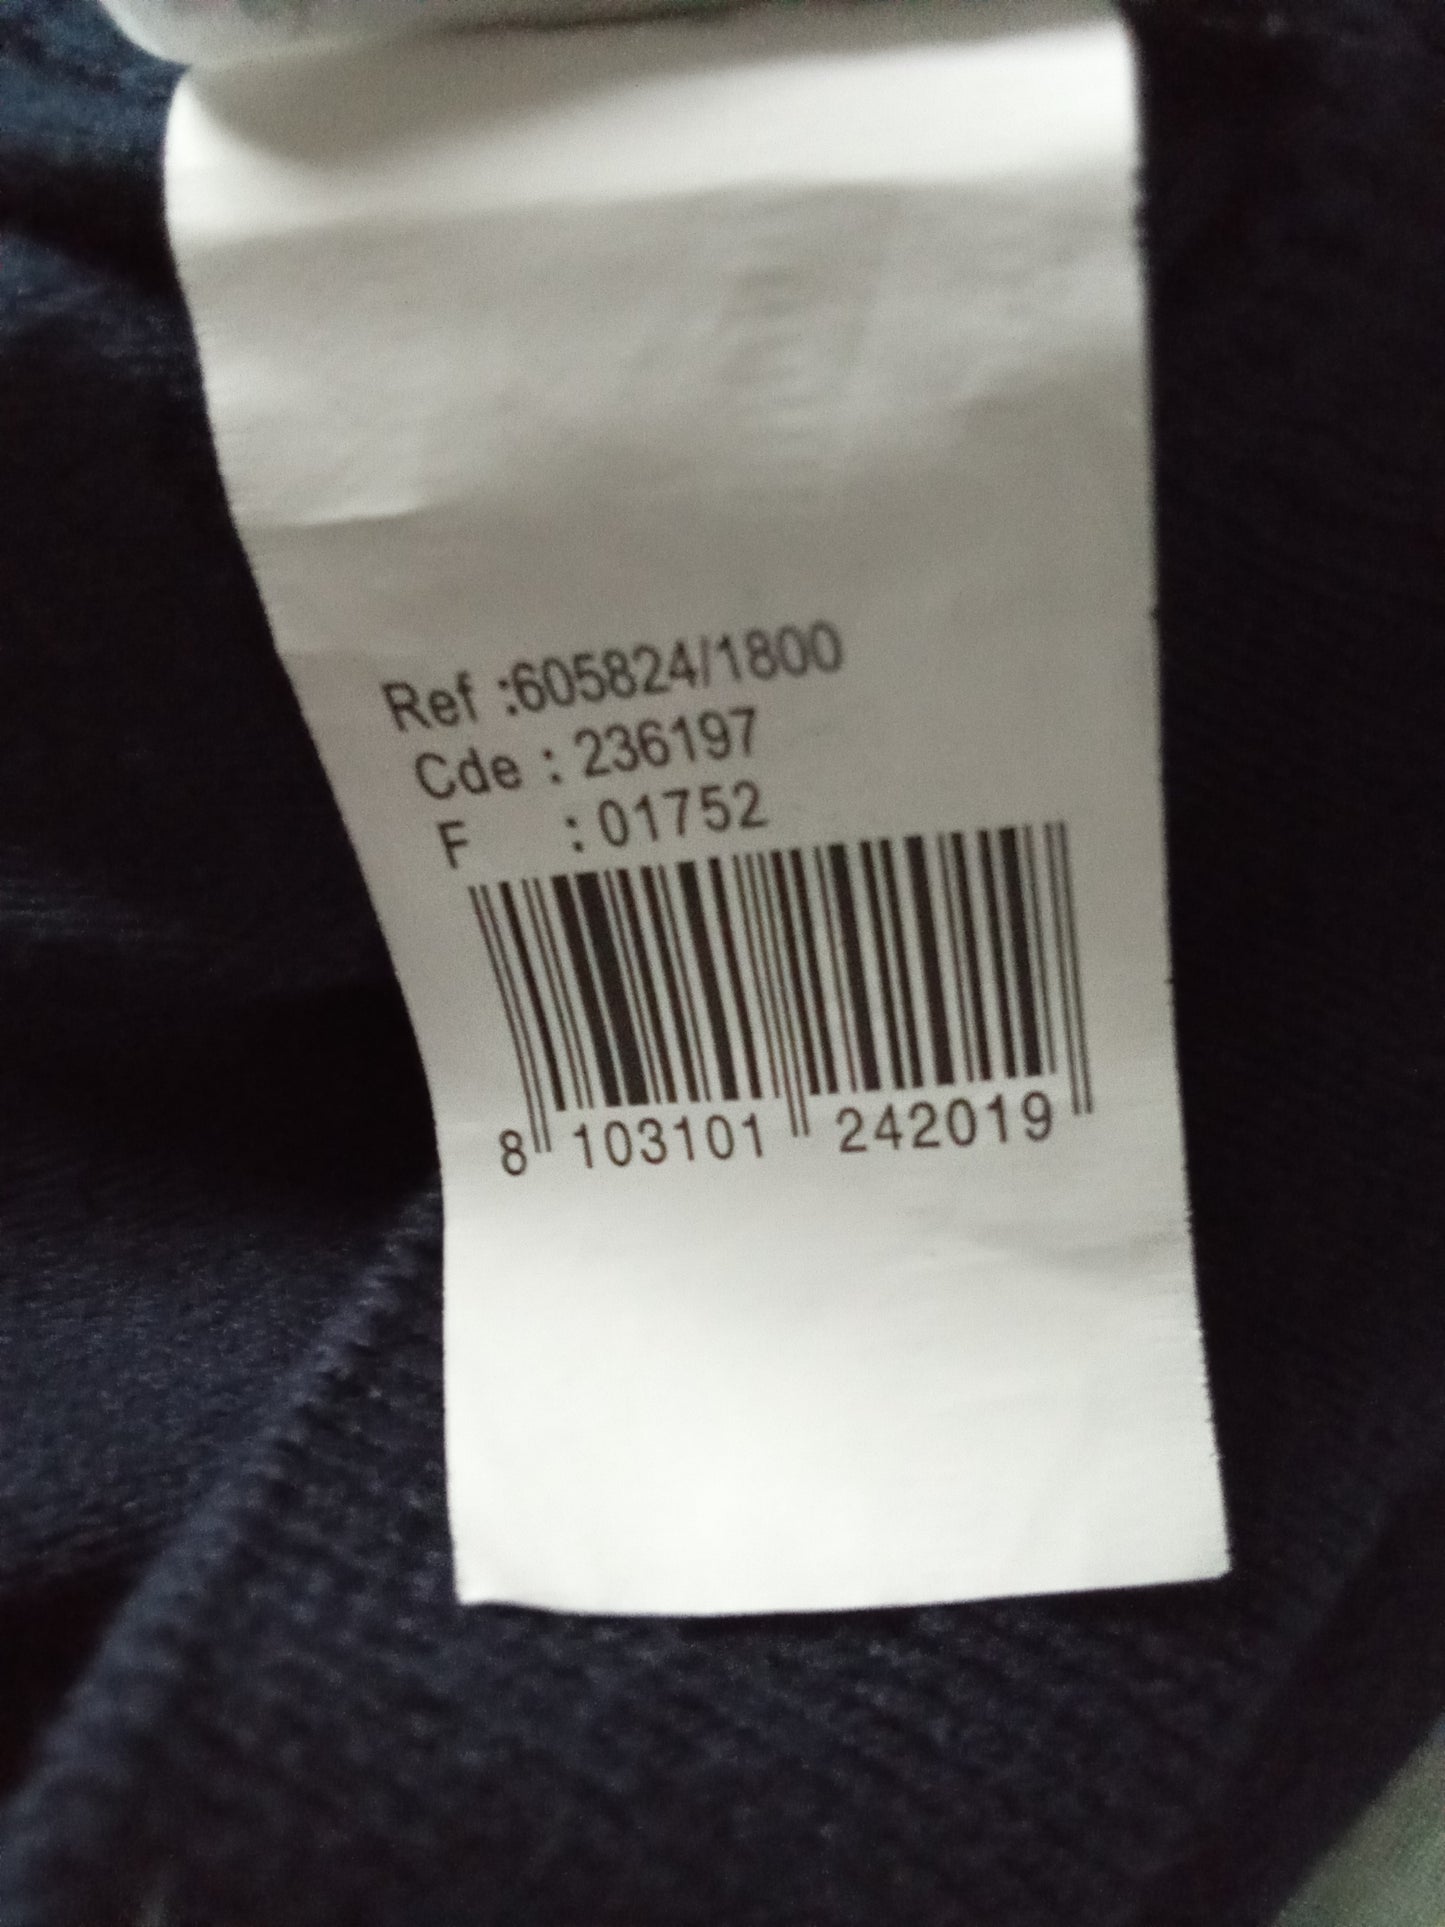 Ref :605824/1800
Cde : 236197
F : 01752
8 103101 242019